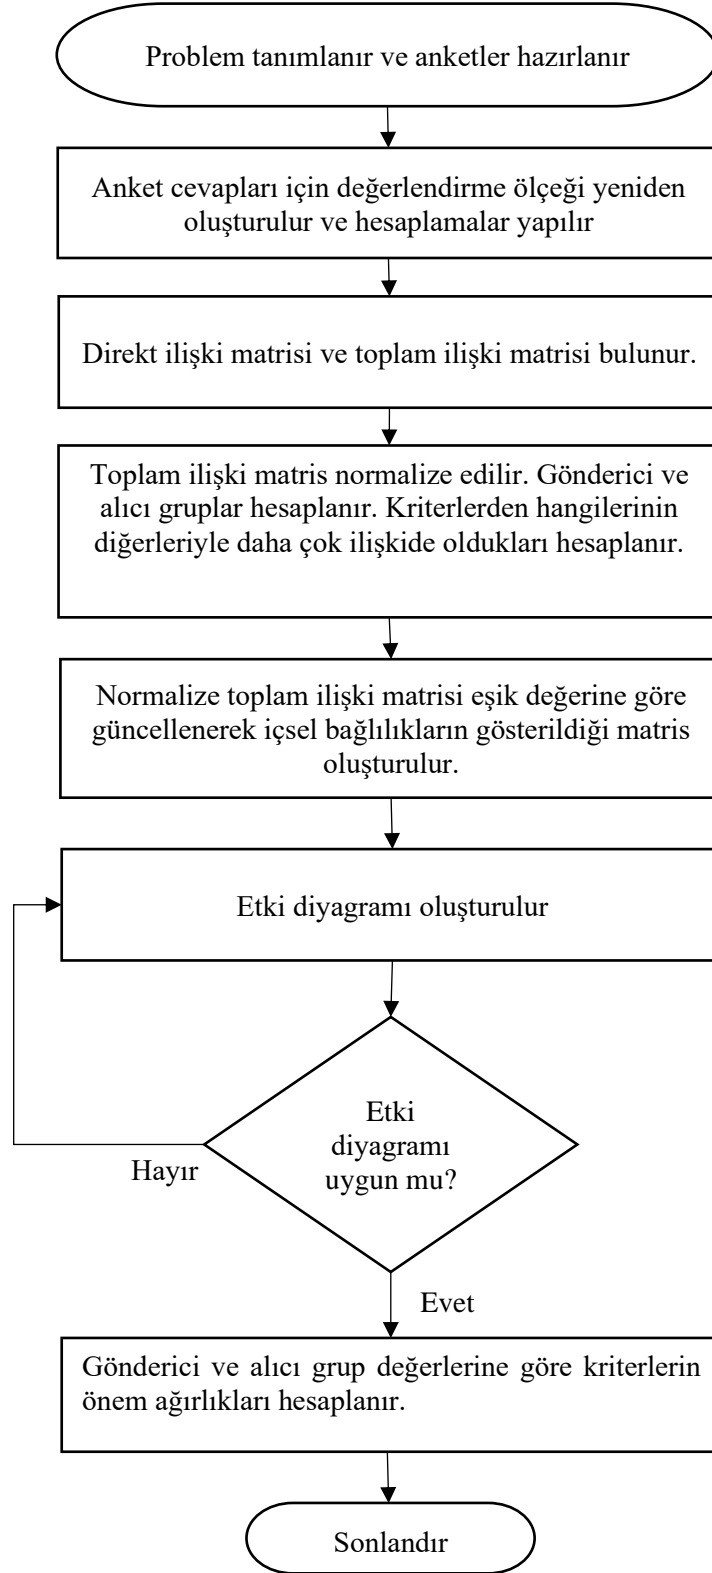 Problem tanımlanır ve anketler hazırlanır
Anket cevapları için değerlendirme ölçeği yeniden
oluşturulur ve hesaplamalar yapılır
Direkt ilişki matrisi ve toplam ilişki matrisi bulunur.
Toplam ilişki matris normalize edilir. Gönderici ve
alıcı gruplar hesaplanır. Kriterlerden hangilerinin
diğerleriyle daha çok ilişkide oldukları hesaplanır.
Normalize toplam ilişki matrisi eşik değerine göre
güncellenerek içsel bağlılıkların gösterildiği matris
oluşturulur.
Etki diyagramı oluşturulur
Etki
diyagramı
uygun mu?
Hayır
Evet
Gönderici ve alıcı grup değerlerine göre kriterlerin
önem ağırlıkları hesaplanır.
Sonlandır